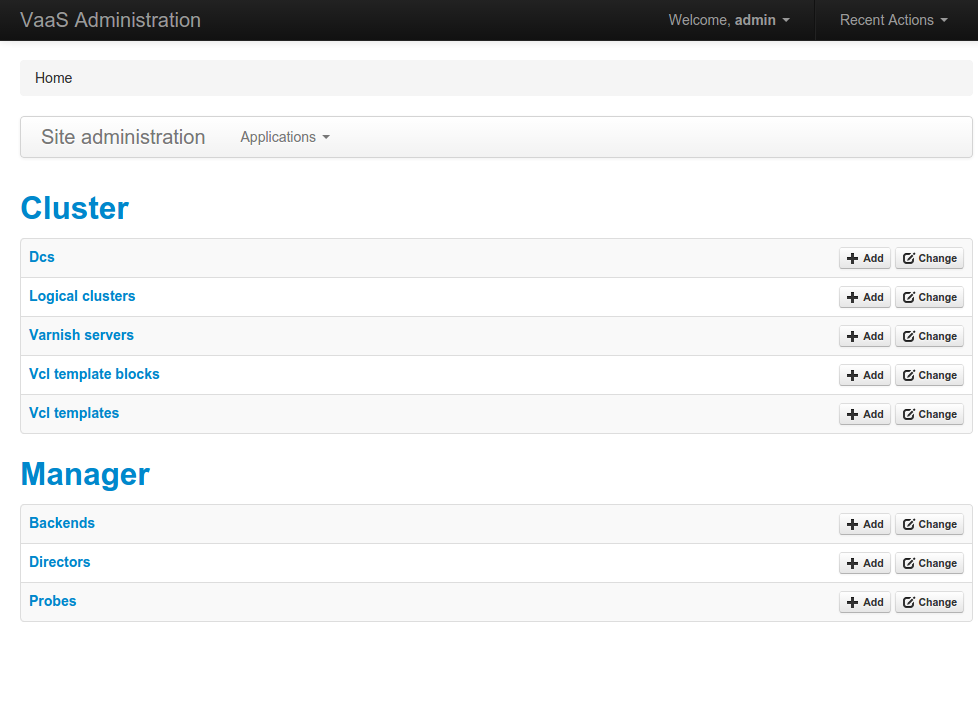 VaaS Administration Welcome, admin Recent Actions
Home
Site administration Applications
Cluster
Dcs Add Change
Logical clusters Add Change
Varnish servers Add Change
Vcl template blocks Add Change
Vcl templates Add Change
Manager
Backends Add Change
Directors Add Change
Probes Add Change